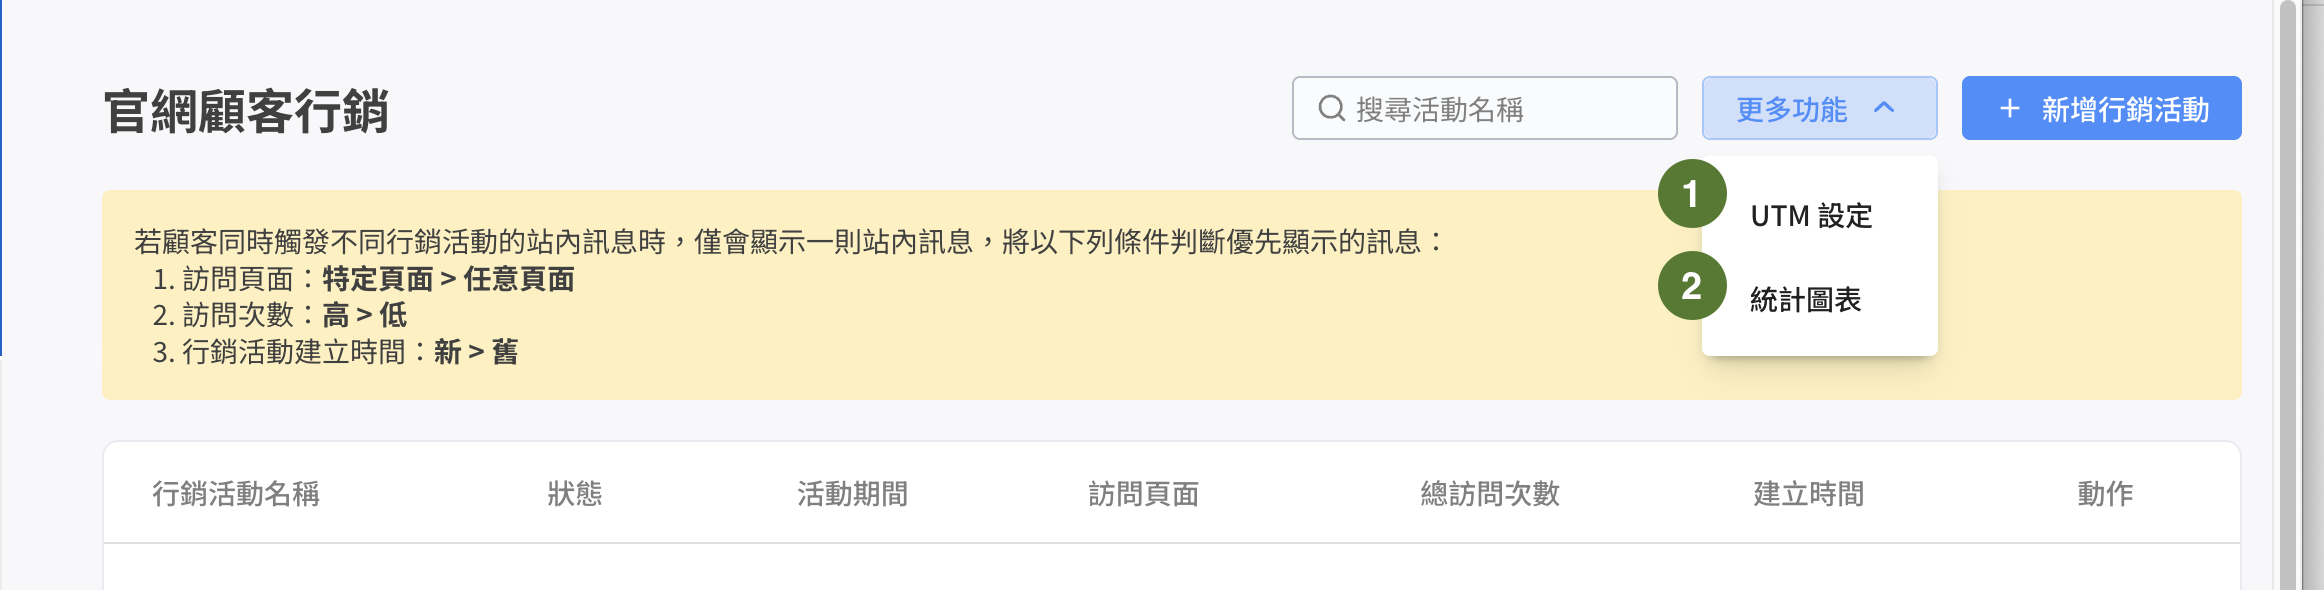 官網顧客行銷
搜尋活動名稱
更多功能
+ 新增行銷活動
1
UTM 設定
2
統計圖表
若顧客同時觸發不同行銷活動的站內訊息時，僅會顯示一則站內訊息，將以下列條件判斷優先顯示的訊息：
1. 訪問頁面：特定頁面 > 任意頁面
2. 訪問次數：高 > 低
3. 行銷活動建立時間：新 > 舊
行銷活動名稱 狀態 活動期間 訪問頁面 總訪問次數 建立時間 動作